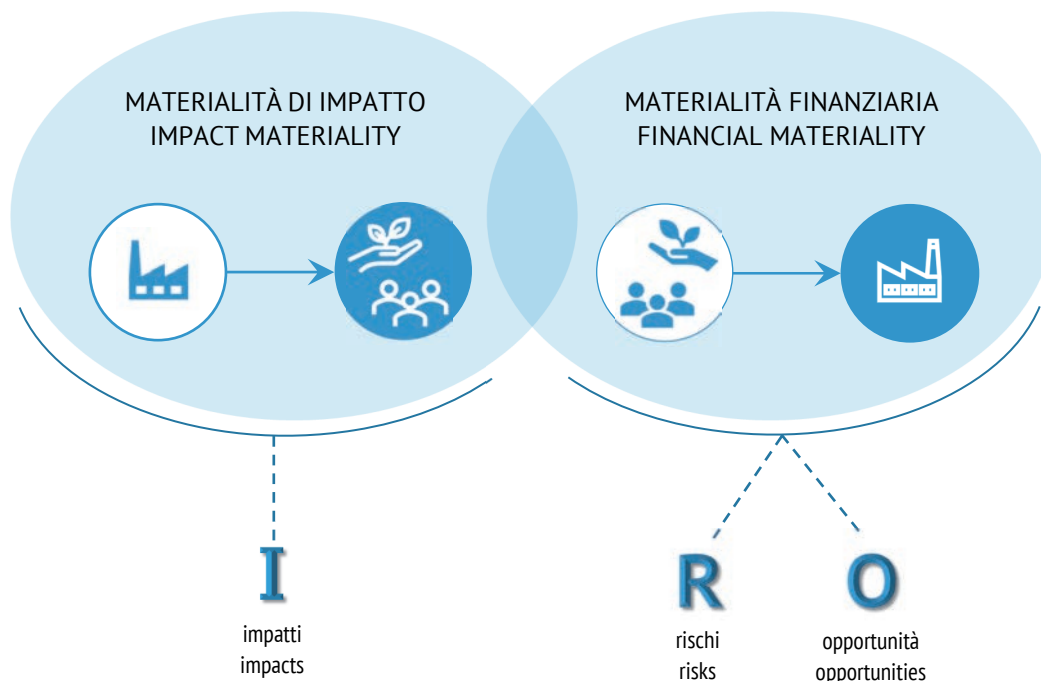 MATERIALITÀ DI IMPATTO
IMPACT MATERIALITY
MATERIALITÀ FINANZIARIA
FINANCIAL MATERIALITY
I
impatti
impacts
R
rischi
risks
O
opportunità
opportunities